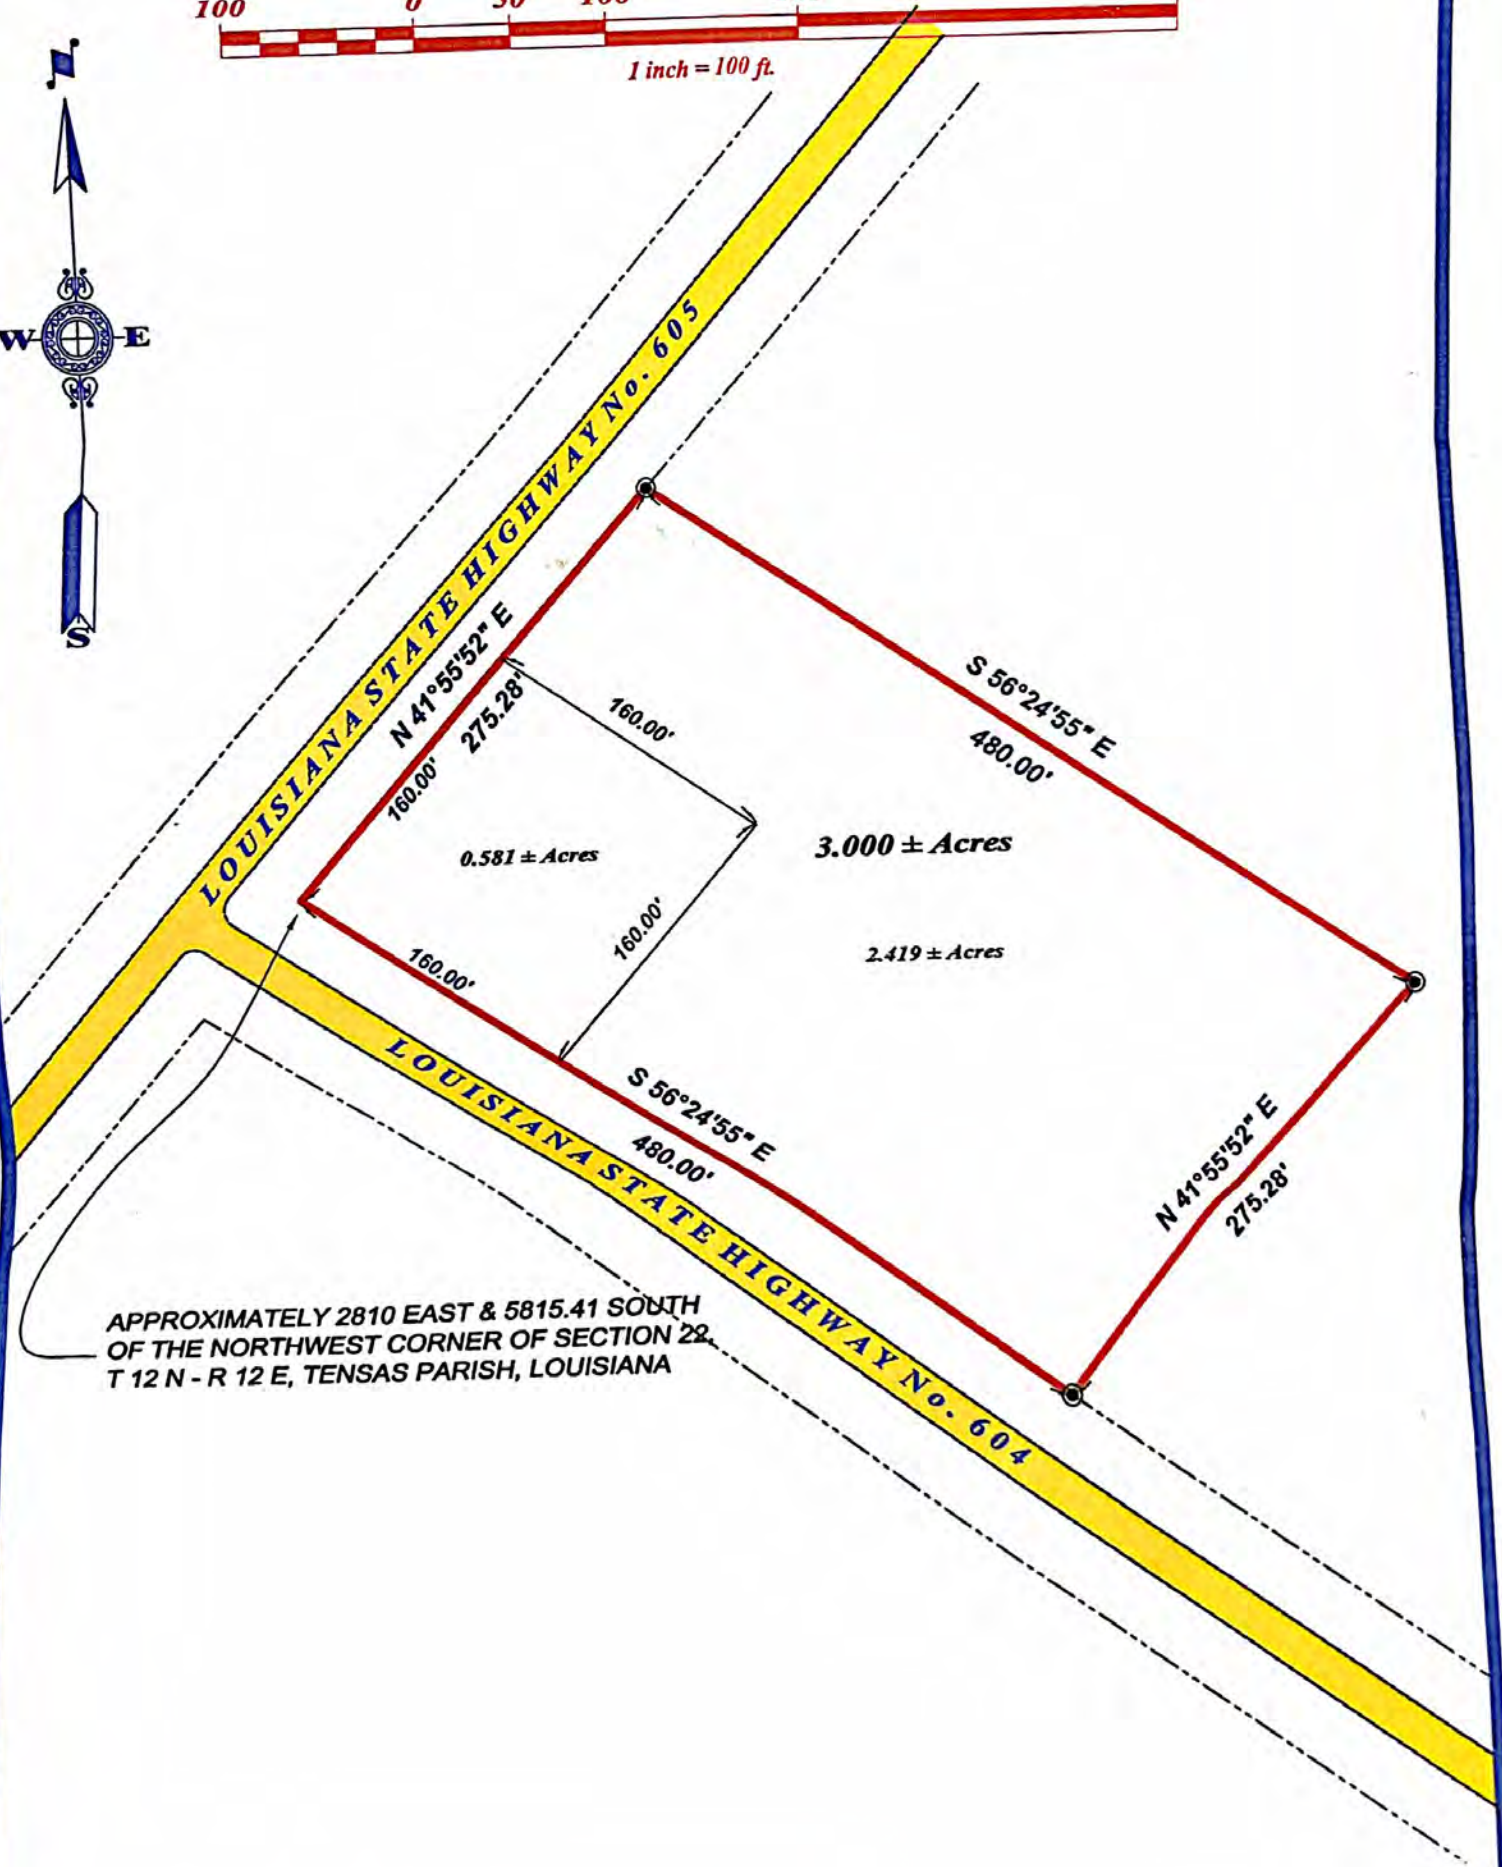 100 0 50 100
1 inch = 100 ft.
N
W E
S
LOUISIANA STATE HIGHWAY No. 605
N 41°55'52" E
275.28'
160.00'
160.00'
S 56°24'55" E
480.00'
0.581 ± Acres
3.000 ± Acres
160.00'
2.419 ± Acres
160.00'
LOUISIANA STATE HIGHWAY No. 604
S 56°24'55" E
480.00'
N 41°55'52" E
275.28'
APPROXIMATELY 2810 EAST & 5815.41 SOUTH
OF THE NORTHWEST CORNER OF SECTION 22,
T 12 N - R 12 E, TENSAS PARISH, LOUISIANA